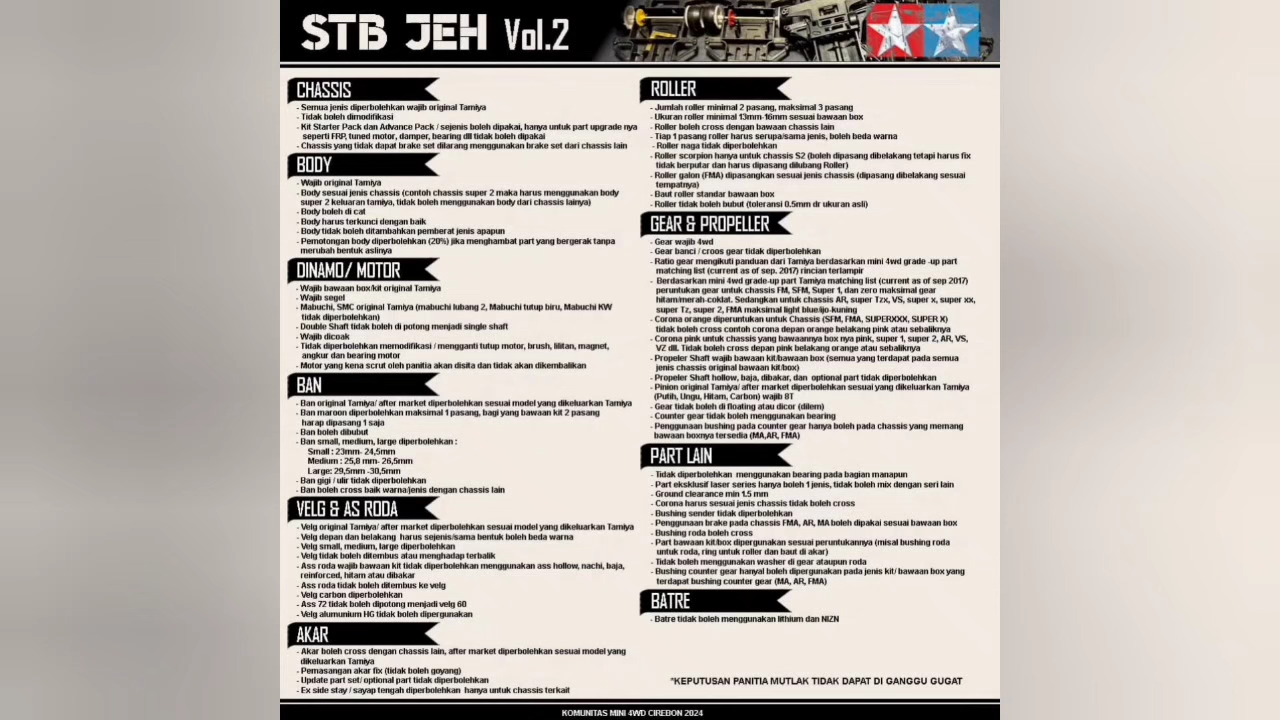 STB JEH Vol.2
CHASSIS
- Semua jenis diperbolehkan wajib original Tamiya
- Tidak boleh dimodifikasi
- Kit Starter Pack dan Advance Pack / sejenis boleh dipakai, hanya untuk part upgrade nya
seperti FRP, tuned motor, damper, bearing dll tidak boleh dipakai
- Chassis yang tidak dapat brake set dilarang menggunakan brake set dari chassis lain
BODY
- Wajib original Tamiya
- Body sesuai jenis chassis (contoh chassis super 2 maka harus menggunakan body
super 2 keluaran tamiya, tidak boleh menggunakan body dari chassis lainya)
- Body boleh di cat
- Body harus terkunci dengan baik
- Body tidak boleh ditambahkan pemberat jenis apapun
- Pemotongan body diperbolehkan (20%) jika menghambat part yang bergerak tanpa
merubah bentuk aslinya
DINAMO/ MOTOR
- Wajib bawaan box/kit original Tamiya
- Wajib segel
- Mabuchi, SMC original Tamiya (mabuchi lubang 2, Mabuchi tutup biru, Mabuchi KW
tidak diperbolehkan)
- Double Shaft tidak boleh di potong menjadi single shaft
- Wajib dicoak
- Tidak diperbolehkan memodifikasi / mengganti tutup motor, brush, lilitan, magnet,
angkur dan bearing motor
- Motor yang kena scrut oleh panitia akan disita dan tidak akan dikembalikan
BAN
- Ban original Tamiya/ after market diperbolehkan sesuai model yang dikeluarkan Tamiya
- Ban maroon diperbolehkan maksimal 1 pasang, bagi yang bawaan kit 2 pasang
harap dipasang 1 saja
- Ban boleh dibubut
- Ban small, medium, large diperbolehkan :
Small : 23mm- 24,5mm
Medium : 25,8 mm- 26,5mm
Large: 29,5mm -30,5mm
- Ban gigi / ulir tidak diperbolehkan
- Ban boleh cross baik warna/jenis dengan chassis lain
VELG & AS RODA
- Velg original Tamiya/ after market diperbolehkan sesuai model yang dikeluarkan Tamiya
- Velg depan dan belakang harus sejenis/sama bentuk boleh beda warna
- Velg small, medium, large diperbolehkan
- Velg tidak boleh ditembus atau menghadap terbalik
- Ass roda wajib bawaan kit tidak diperbolehkan menggunakan ass hollow, nachi, baja,
reinforced, hitam atau dibakar
- Ass roda tidak boleh ditembus ke velg
- Velg carbon diperbolehkan
- Ass 72 tidak boleh dipotong menjadi velg 60
- Velg alumunium HG tidak boleh dipergunakan
AKAR
- Akar boleh cross dengan chassis lain, after market diperbolehkan sesuai model yang
dikeluarkan Tamiya
- Pemasangan akar fix (tidak boleh goyang)
- Update part set/ optional part tidak diperbolehkan
- Ex side stay / sayap tengah diperbolehkan hanya untuk chassis terkait
ROLLER
- Jumlah roller minimal 2 pasang, maksimal 3 pasang
- Ukuran roller minimal 13mm-16mm sesuai bawaan box
- Roller boleh cross dengan bawaan chassis lain
- Tiap 1 pasang roller harus serupa/sama jenis, boleh beda warna
- Roller naga tidak diperbolehkan
- Roller scorpion hanya untuk chassis S2 (boleh dipasang dibelakang tetapi harus fix
tidak berputar dan harus dipasang dilubang Roller)
- Roller galon (FMA) dipasangkan sesuai jenis chassis (dipasang dibelakang sesuai
tempatnya)
- Baut roller standar bawaan box
- Roller tidak boleh bubut (toleransi 0.5mm dr ukuran asli)
GEAR & PROPELLER
- Gear wajib 4wd
- Gear banci / croos gear tidak diperbolehkan
- Ratio gear mengikuti panduan dari Tamiya berdasarkan mini 4wd grade -up part
matching list (current as of sep. 2017) rincian terlampir
- Berdasarkan mini 4wd grade-up part Tamiya matching list (current as of sep 2017)
peruntukan gear untuk chassis FM, SFM, Super 1, dan zero maksimal gear
hitam/merah-coklat. Sedangkan untuk chassis AR, super Tzx, VS, super x, super xx,
super Tz, super 2, FMA maksimal light blue/ijo-kuning
- Corona orange diperuntukan untuk Chassis (SFM, FMA, SUPERXXX, SUPER X)
tidak boleh cross contoh corona depan orange belakang pink atau sebaliknya
- Corona pink untuk chassis yang bawaannya box nya pink, super 1, super 2, AR, VS,
VZ dll. Tidak boleh cross depan pink belakang orange atau sebaliknya
- Propeler Shaft wajib bawaan kit/bawaan box (semua yang terdapat pada semua
jenis chassis original bawaan kit/box)
- Propeler Shaft hollow, baja, dibakar, dan optional part tidak diperbolehkan
- Pinion original Tamiya/ after market diperbolehkan sesuai yang dikeluarkan Tamiya
(Putih, Ungu, Hitam, Carbon) wajib 8T
- Gear tidak boleh di floating atau dicor (dilem)
- Counter gear tidak boleh menggunakan bearing
- Penggunaan bushing pada counter gear hanya boleh pada chassis yang memang
bawaan boxnya tersedia (MA,AR, FMA)
PART LAIN
- Tidak diperbolehkan menggunakan bearing pada bagian manapun
- Part eksklusif laser series hanya boleh 1 jenis, tidak boleh mix dengan seri lain
- Ground clearance min 1.5 mm
- Corona harus sesuai jenis chassis tidak boleh cross
- Bushing sender tidak diperbolehkan
- Penggunaan brake pada chassis FMA, AR, MA boleh dipakai sesuai bawaan box
- Bushing roda boleh cross
- Part bawaan kit/box dipergunakan sesuai peruntukannya (misal bushing roda
untuk roda, ring untuk roller dan baut di akar)
- Tidak boleh menggunakan washer di gear ataupun roda
- Bushing counter gear hanyal boleh dipergunakan pada jenis kit/ bawaan box yang
terdapat bushing counter gear (MA, AR, FMA)
BATRE
- Batre tidak boleh menggunakan lithium dan NIZN
*KEPUTUSAN PANITIA MUTLAK TIDAK DAPAT DI GANGGU GUGAT
KOMUNITAS MINI 4WD CIREBON 2024